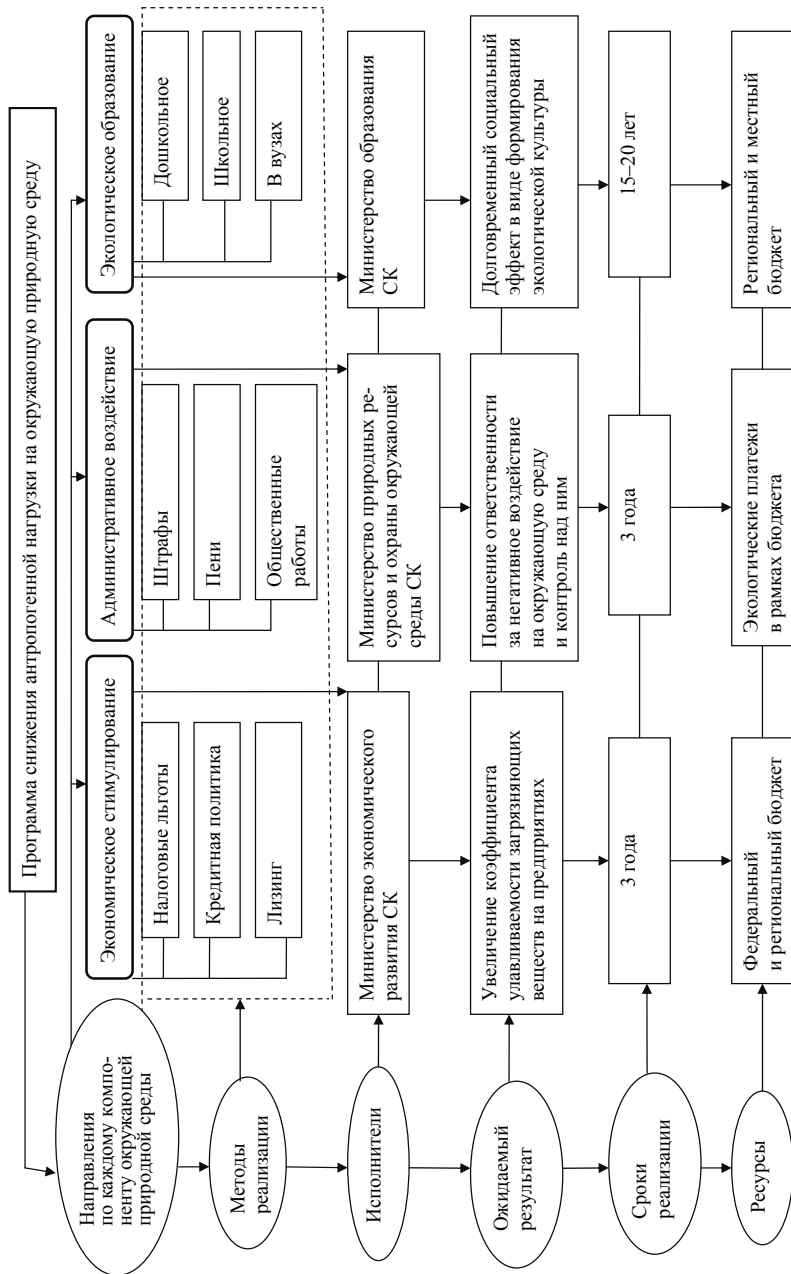 Программа снижения антропогенной нагрузки на окружающую природную среду
Направления
по каждому компо-
ненту окружающей
природной среды
Экономическое стимулирование
Административное воздействие
Экологическое образование
Методы
реализации
Налоговые льготы
Кредитная политика
Лизинг
Штрафы
Пени
Общественные
работы
Дошкольное
Школьное
В вузах
Исполнители
Министерство экономического
развития СК
Министерство природных ре-
сурсов и охраны окружающей
среды СК
Министерство образования
СК
Ожидаемый
результат
Увеличение коэффициента
улавливаемости загрязняющих
веществ на предприятиях
Повышение ответственности
за негативное воздействие
на окружающую среду
и контроль над ним
Долговременный социальный
эффект в виде формирования
экологической культуры
Сроки
реализации
3 года
3 года
15–20 лет
Ресурсы
Федеральный
и региональный бюджет
Экологические платежи
в рамках бюджета
Региональный и местный
бюджет